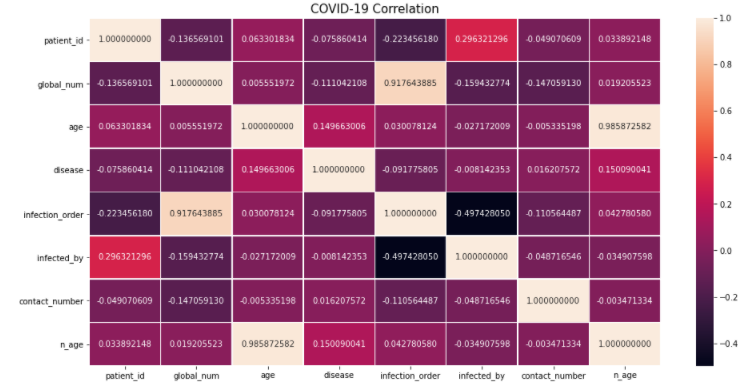 COVID-19 Correlation
patient_id 1.000000000 -0.136569101 0.063301834 -0.075860414 -0.223456180 0.296321296 -0.049070609 0.033892148
global_num -0.136569101 1.000000000 0.005551972 -0.111042108 0.917643885 -0.159432774 -0.147059130 0.019205523
age 0.063301834 0.005551972 1.000000000 0.149663006 0.030078124 -0.027172009 -0.005335198 0.985872582
disease -0.075860414 -0.111042108 0.149663006 1.000000000 -0.091775805 -0.008142353 0.016207572 0.150090041
infection_order -0.223456180 0.917643885 0.030078124 -0.091775805 1.000000000 -0.497428050 -0.110564487 0.042780580
infected_by 0.296321296 -0.159432774 -0.027172009 -0.008142353 -0.497428050 1.000000000 -0.048716546 -0.034907598
contact_number -0.049070609 -0.147059130 -0.005335198 0.016207572 -0.110564487 -0.048716546 1.000000000 -0.003471334
n_age 0.033892148 0.019205523 0.985872582 0.150090041 0.042780580 -0.034907598 -0.003471334 1.000000000
patient_id global_num age disease infection_order infected_by contact_number n_age
1.0
0.8
0.6
0.4
0.2
0.0
−0.2
−0.4